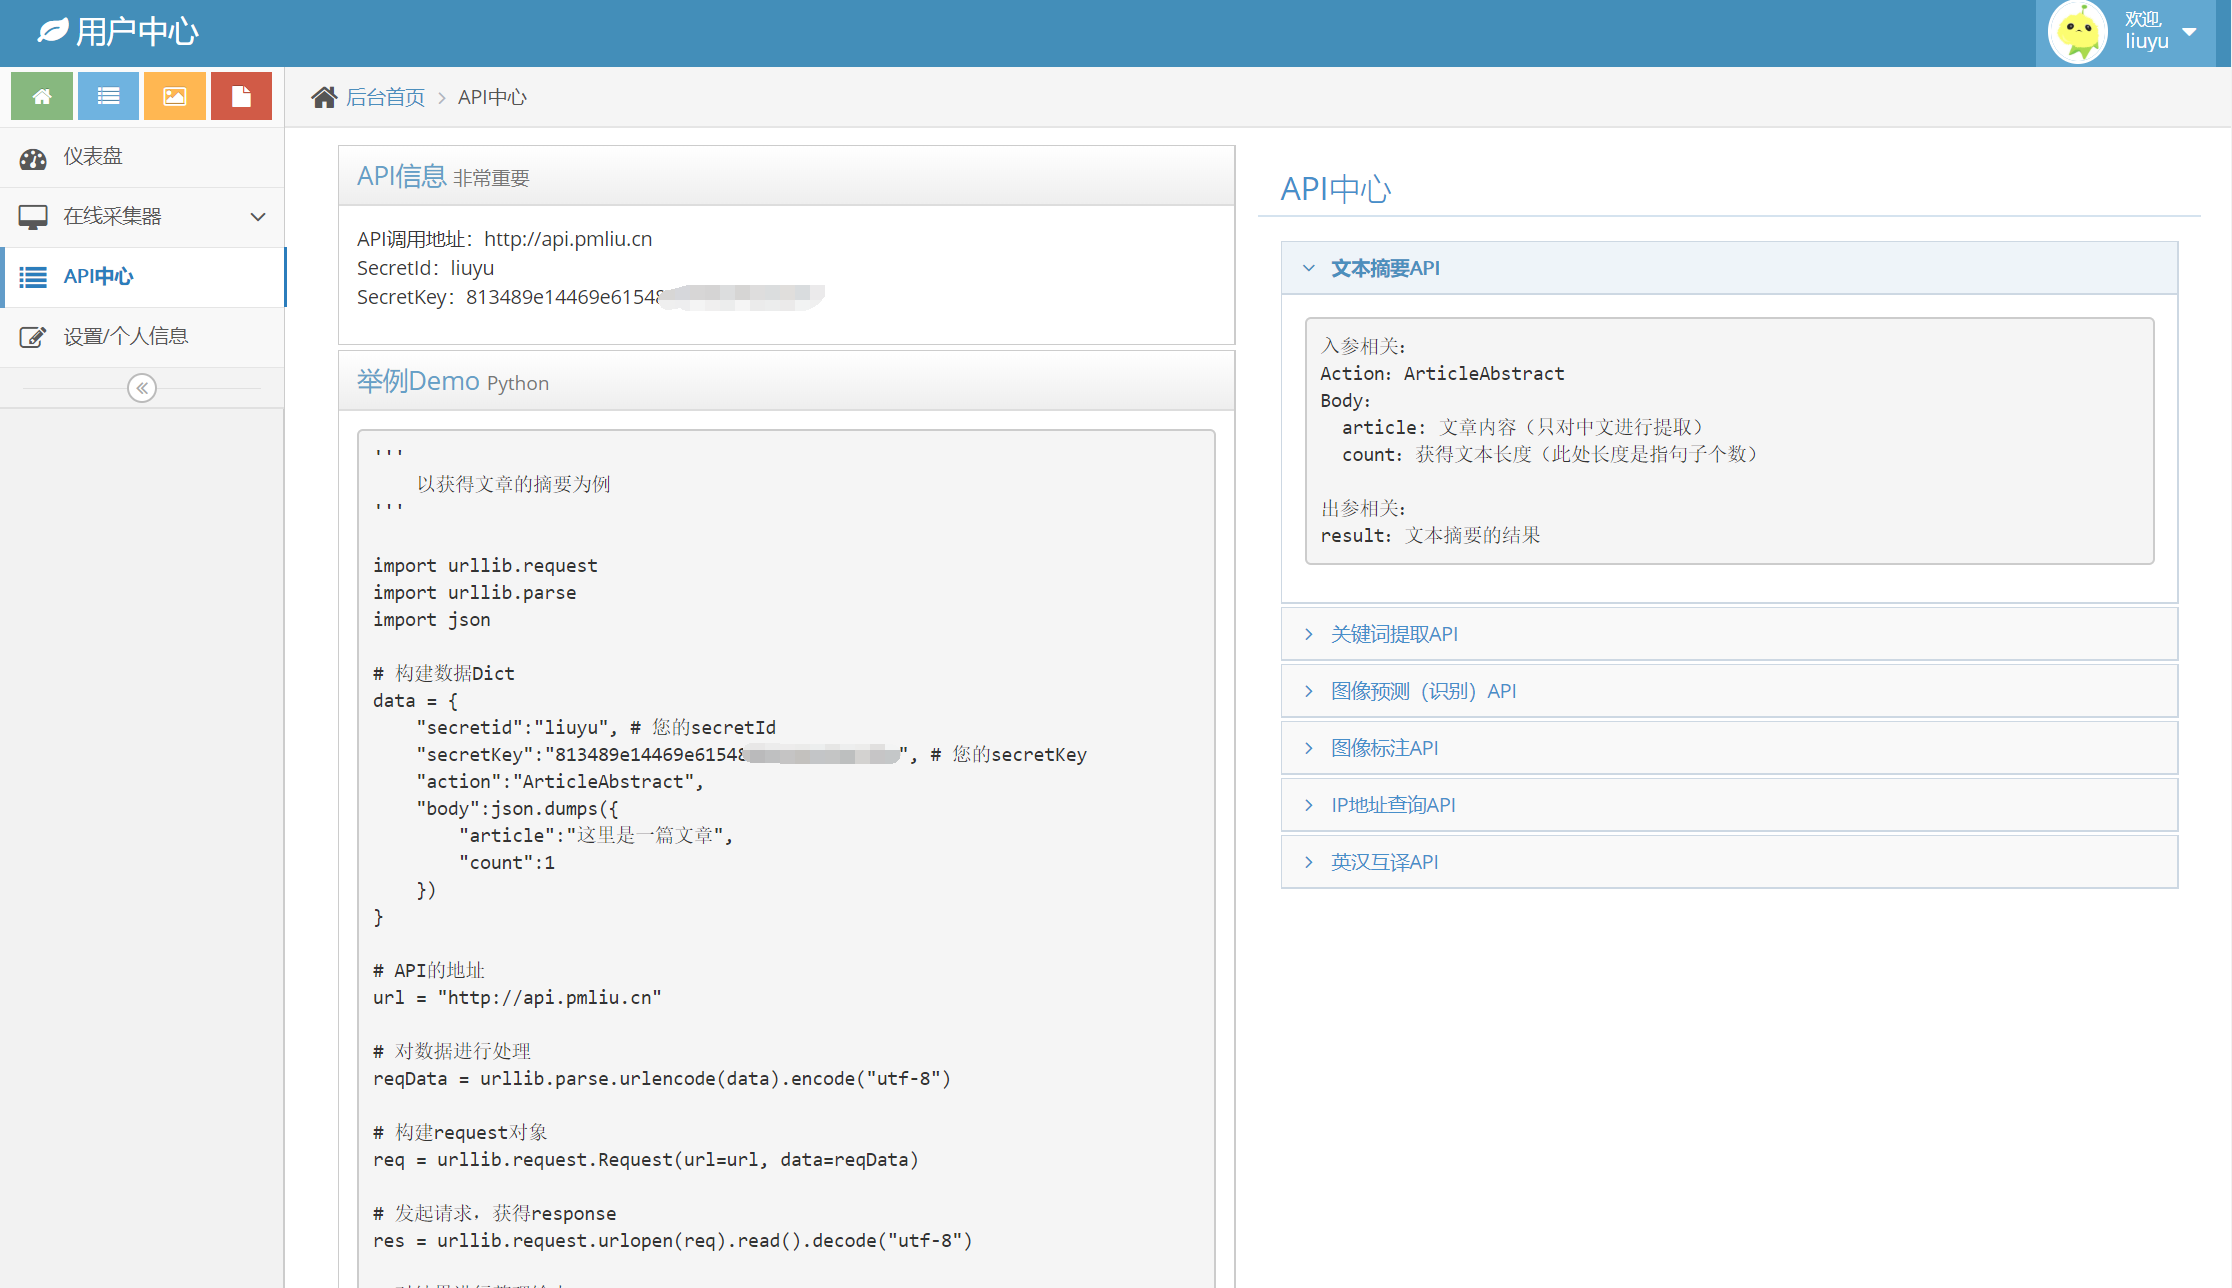 用户中心
欢迎,
liuyu
后台首页
API中心
仪表盘
在线采集器
API中心
设置/个人信息
API信息 非常重要
API调用地址：http://api.pmliu.cn
SecretId：liuyu
SecretKey：813489e14469e6154
举例Demo Python
'''
    以获得文章的摘要为例
'''
import urllib.request
import urllib.parse
import json
# 构建数据Dict
data = {
    "secretid":"liuyu", # 您的secretId
    "secretKey":"813489e14469e6154", # 您的secretKey
    "action":"ArticleAbstract",
    "body":json.dumps({
        "article":"这里是一篇文章",
        "count":1
    })
}
# API的地址
url = "http://api.pmliu.cn"
# 对数据进行处理
reqData = urllib.parse.urlencode(data).encode("utf-8")
# 构建request对象
req = urllib.request.Request(url=url, data=reqData)
# 发起请求，获得response
res = urllib.request.urlopen(req).read().decode("utf-8")
API中心
文本摘要API
入参相关：
Action：ArticleAbstract
Body：
  article: 文章内容（只对中文进行提取）
  count: 获得文本长度（此处长度是指句子个数）
出参相关：
result: 文本摘要的结果
关键词提取API
图像预测（识别）API
图像标注API
IP地址查询API
英汉互译API